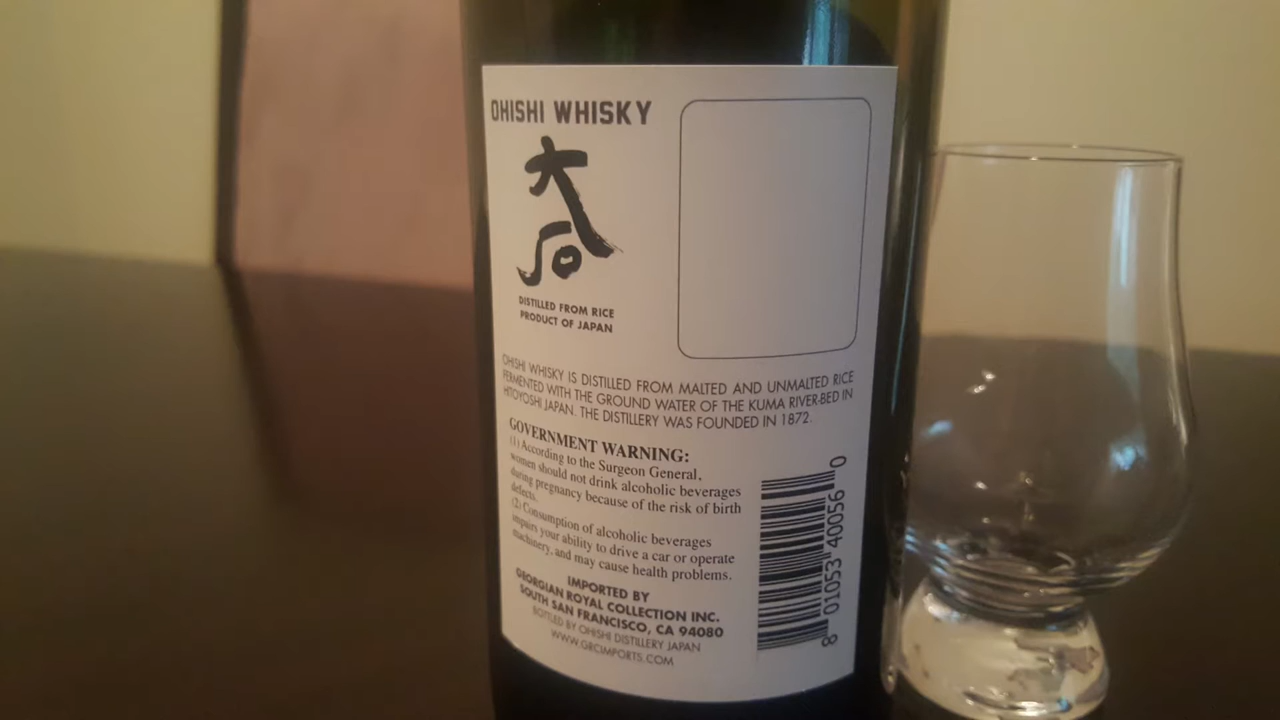 OHISHI WHISKY
大石
DISTILLED FROM RICE
PRODUCT OF JAPAN
OHISHI WHISKY IS DISTILLED FROM MALTED AND UNMALTED RICE
FERMENTED WITH THE GROUND WATER OF THE KUMA RIVER-BED IN
HITOYOSHI JAPAN. THE DISTILLERY WAS FOUNDED IN 1872.
GOVERNMENT WARNING:
(1) According to the Surgeon General,
women should not drink alcoholic beverages
during pregnancy because of the risk of birth
defects.
(2) Consumption of alcoholic beverages
impairs your ability to drive a car or operate
machinery, and may cause health problems.
IMPORTED BY
GEORGIAN ROYAL COLLECTION INC.
SOUTH SAN FRANCISCO, CA 94080
BOTTLED BY OHISHI DISTILLERY JAPAN
WWW.GRCIMPORTS.COM
8 01053 40056 0